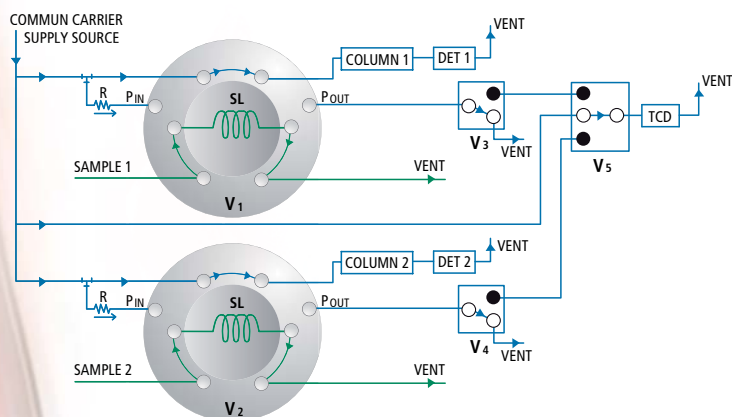 COMMUN CARRIER
SUPPLY SOURCE
VENT
COLUMN 1
DET 1
R
PIN
SL
POUT
VENT
TCD
V3
VENT
V5
SAMPLE 1
VENT
V1
VENT
COLUMN 2
DET 2
R
PIN
SL
POUT
V4
VENT
SAMPLE 2
VENT
V2